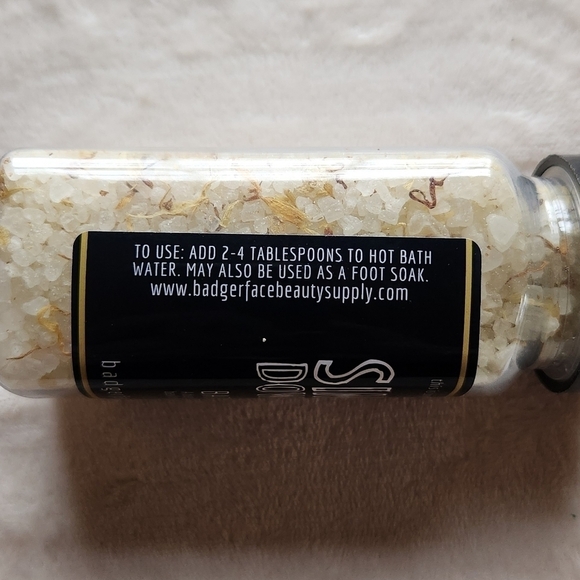 TO USE: ADD 2-4 TABLESPOONS TO HOT BATH
WATER. MAY ALSO BE USED AS A FOOT SOAK.
www.badgerfacebeautysupply.com